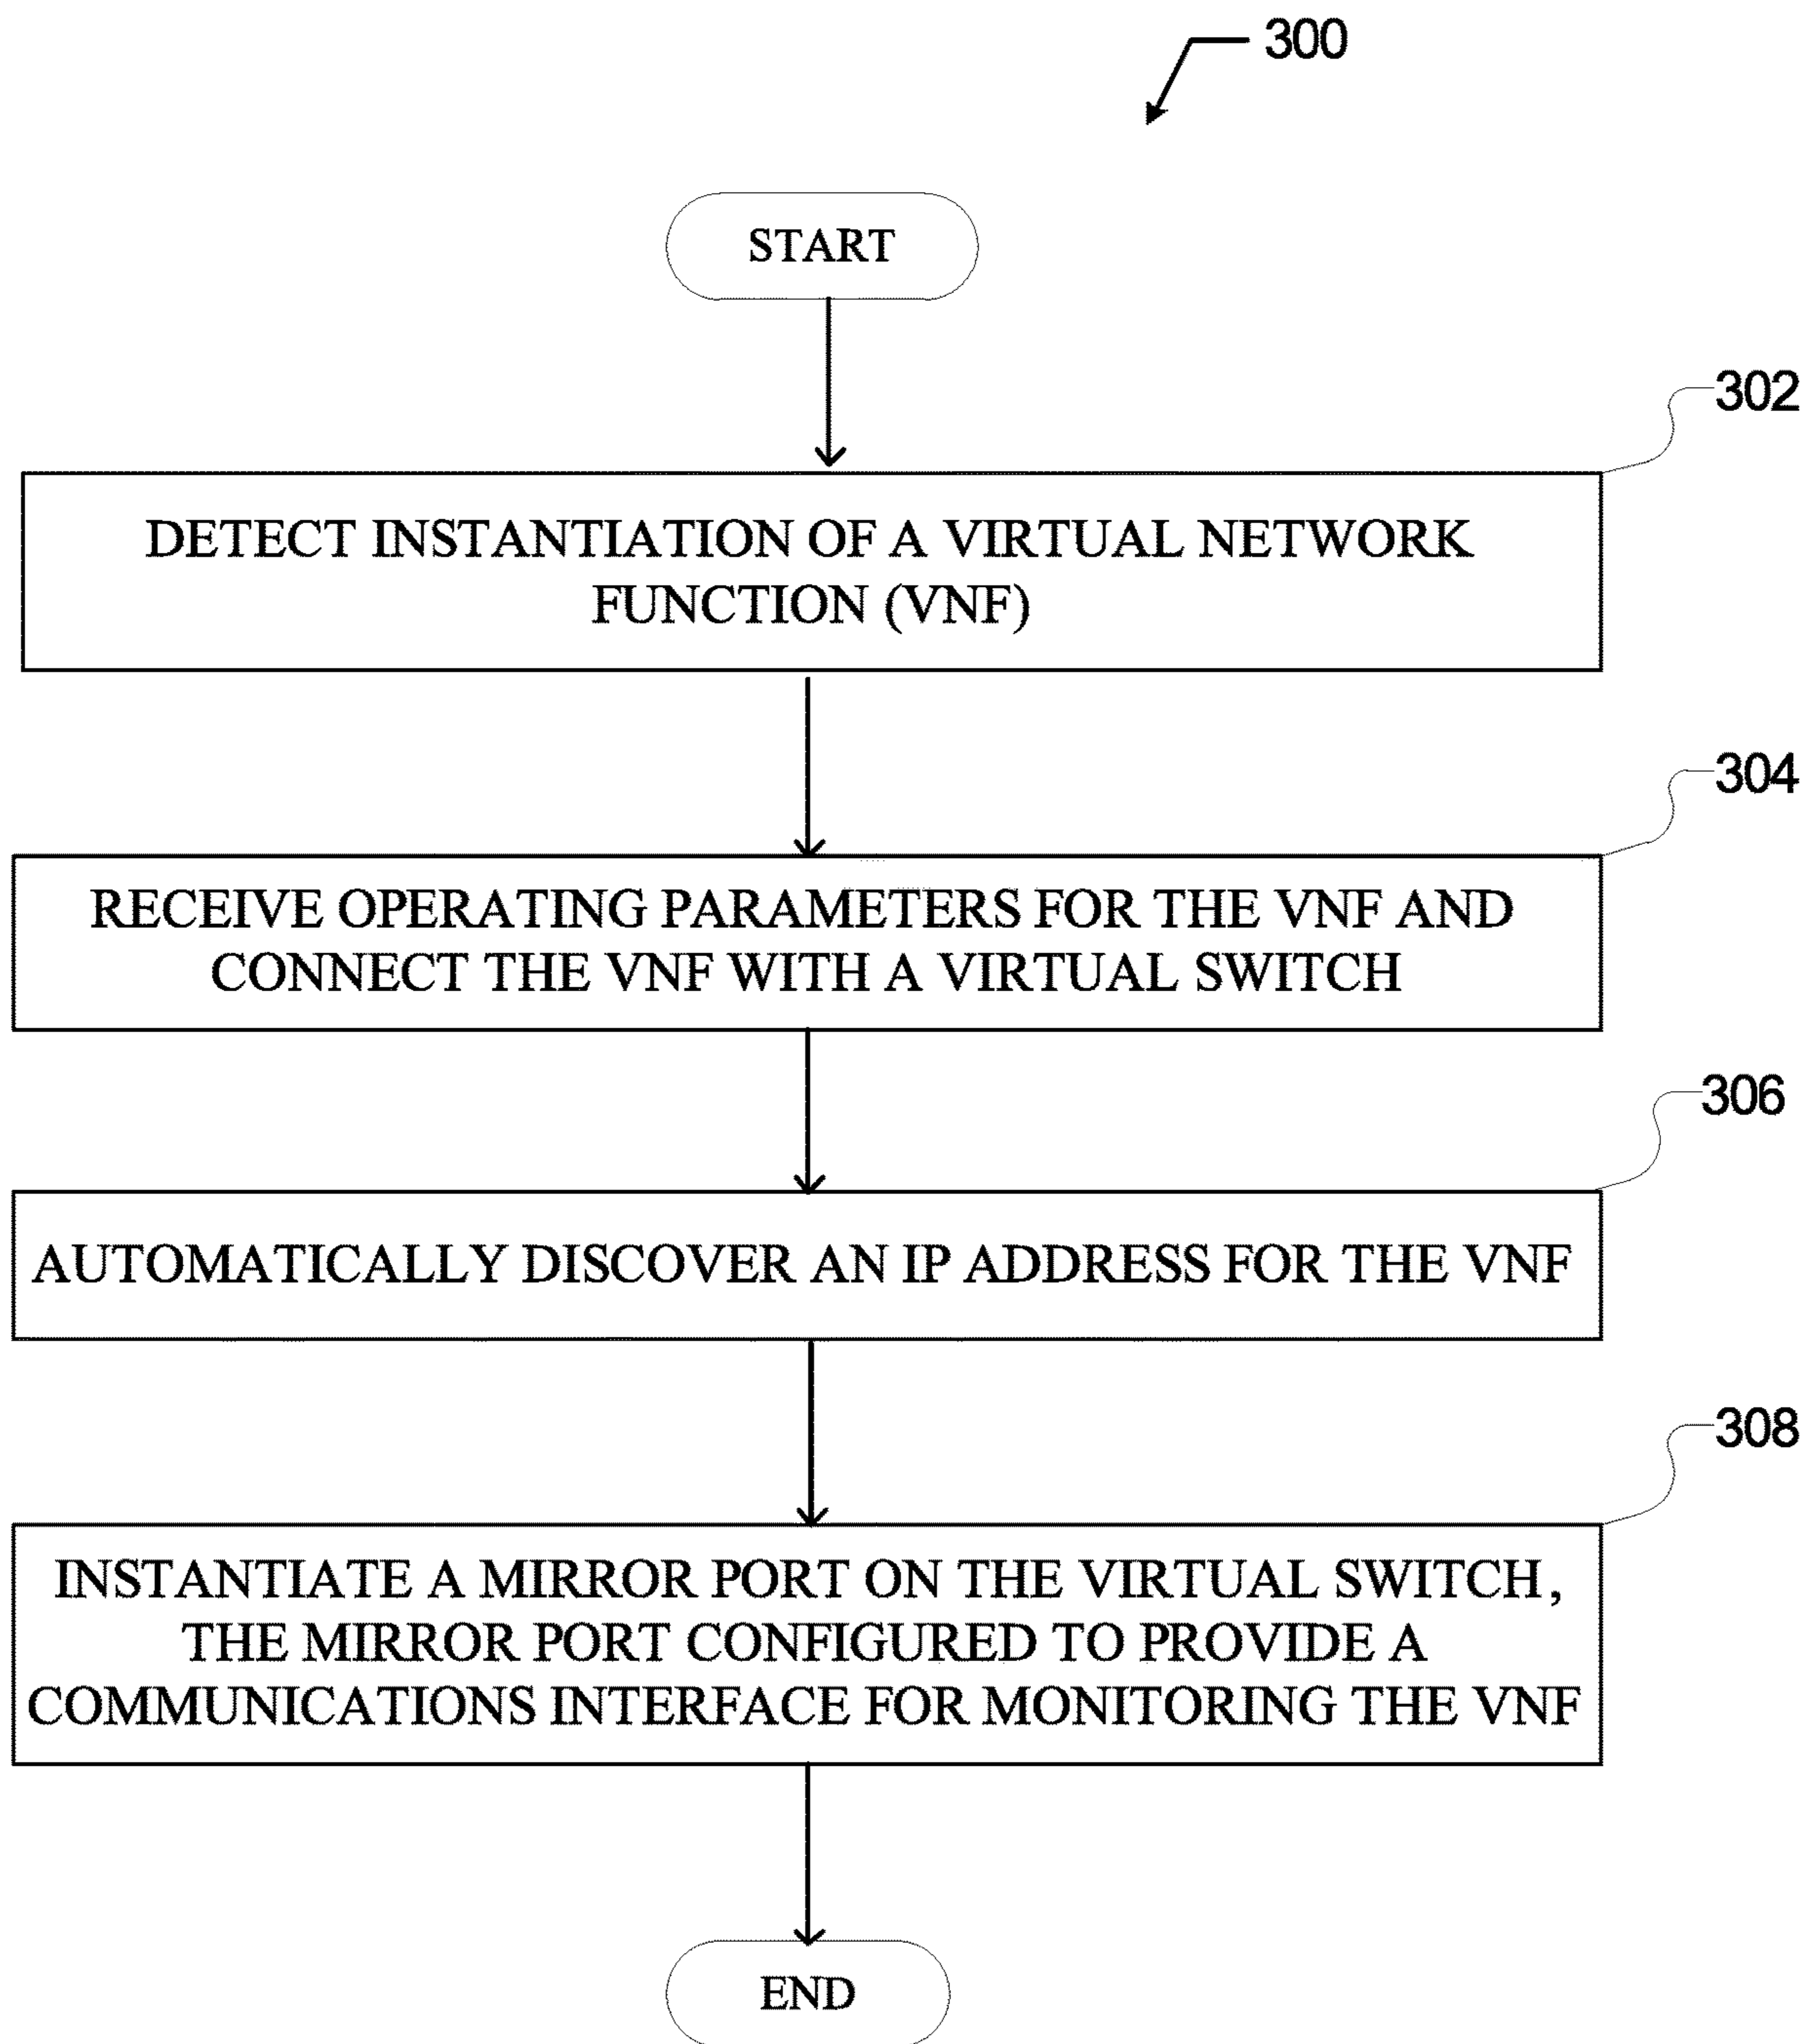 300
START
302
DETECT INSTANTIATION OF A VIRTUAL NETWORK
FUNCTION (VNF)
304
RECEIVE OPERATING PARAMETERS FOR THE VNF AND
CONNECT THE VNF WITH A VIRTUAL SWITCH
306
AUTOMATICALLY DISCOVER AN IP ADDRESS FOR THE VNF
308
INSTANTIATE A MIRROR PORT ON THE VIRTUAL SWITCH,
THE MIRROR PORT CONFIGURED TO PROVIDE A
COMMUNICATIONS INTERFACE FOR MONITORING THE VNF
END